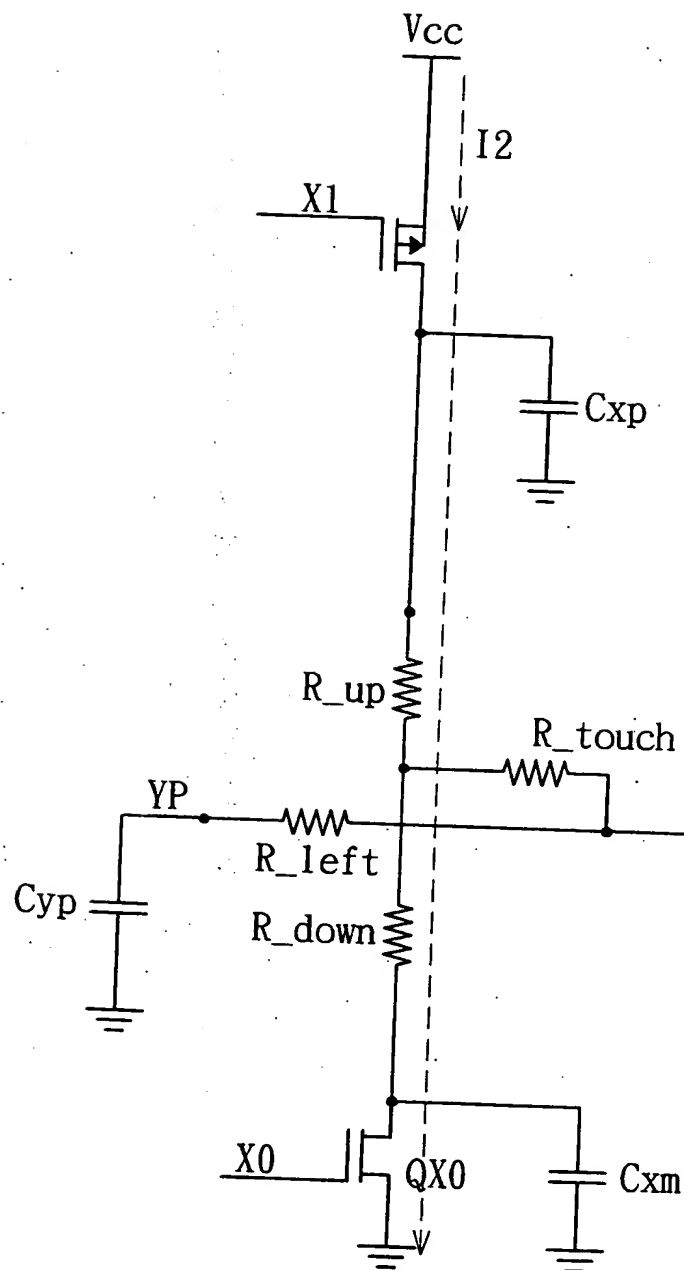 Vcc
I2
X1
Cxp
R_up
R_touch
YP
R_left
Cyp
R_down
X0
QX0
Cxm